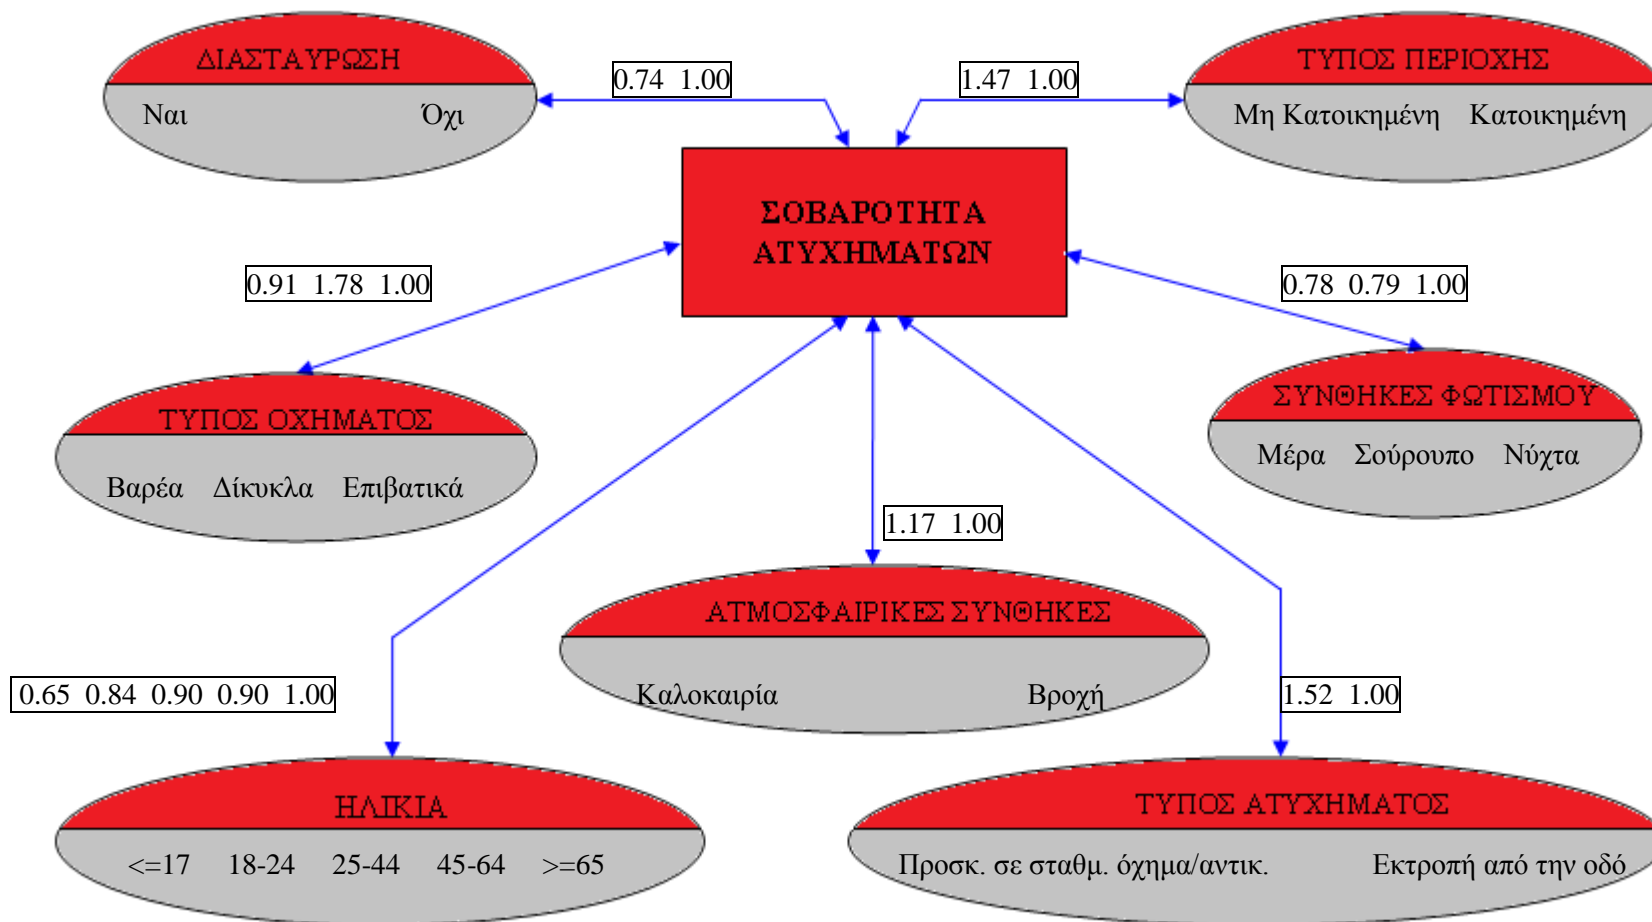 ΔΙΑΣΤΑΥΡΩΣΗ
Ναι Όχι
0.74 1.00
1.47 1.00
ΤΥΠΟΣ ΠΕΡΙΟΧΗΣ
Μη Κατοικημένη Κατοικημένη
ΣΟΒΑΡΟΤΗΤΑ
ΑΤΥΧΗΜΑΤΩΝ
0.91 1.78 1.00
0.78 0.79 1.00
ΤΥΠΟΣ ΟΧΗΜΑΤΟΣ
Βαρέα Δίκυκλα Επιβατικά
ΣΥΝΘΗΚΕΣ ΦΩΤΙΣΜΟΥ
Μέρα Σούρουπο Νύχτα
1.17 1.00
ΑΤΜΟΣΦΑΙΡΙΚΕΣ ΣΥΝΘΗΚΕΣ
Καλοκαιρία Βροχή
0.65 0.84 0.90 0.90 1.00
1.52 1.00
ΗΛΙΚΙΑ
<=17 18-24 25-44 45-64 >=65
ΤΥΠΟΣ ΑΤΥΧΗΜΑΤΟΣ
Προσκ. σε σταθμ. όχημα/αντικ. Εκτροπή από την οδό